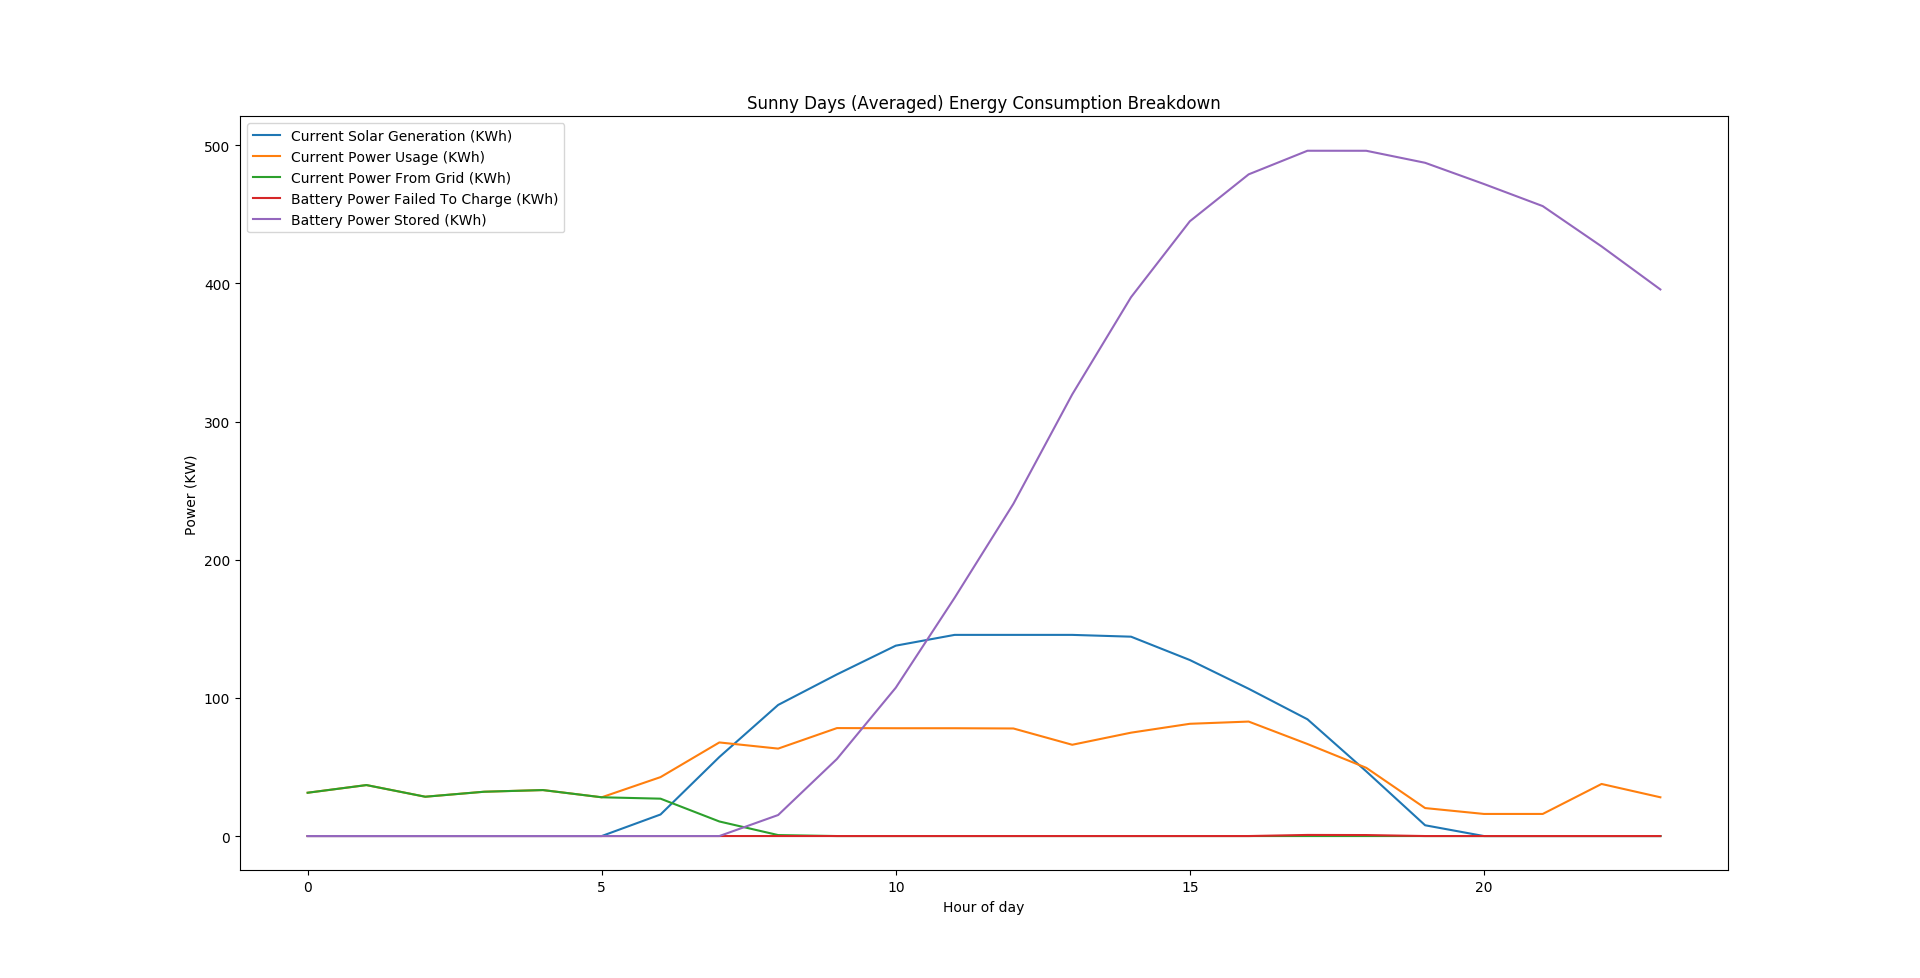 Sunny Days (Averaged) Energy Consumption Breakdown
Current Solar Generation (KWh)
Current Power Usage (KWh)
Current Power From Grid (KWh)
Battery Power Failed To Charge (KWh)
Battery Power Stored (KWh)
500
400
300
200
100
0
Power (KW)
0 5 10 15 20
Hour of day